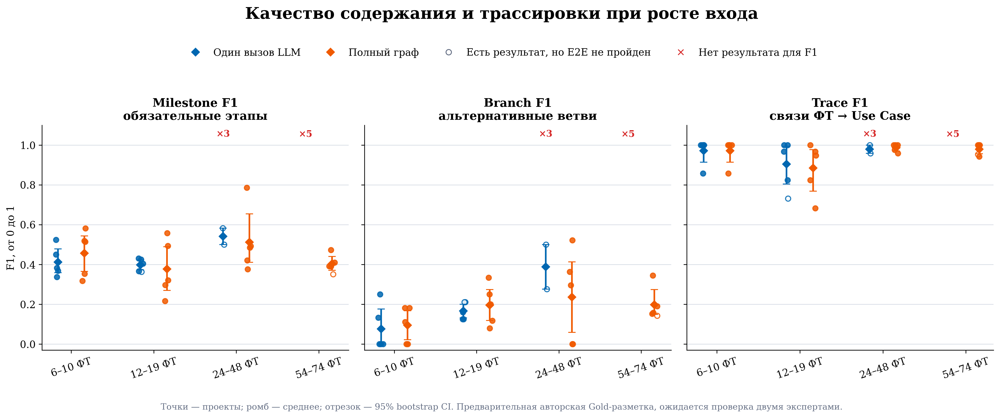 Качество содержания и трассировки при росте входа
Один вызов LLM
Полный граф
Есть результат, но E2E не пройден
Нет результата для F1
Milestone F1
обязательные этапы
Branch F1
альтернативные ветви
Trace F1
связи ФТ → Use Case
×3
×5
×3
×5
×3
×5
F1, от 0 до 1
1.0
0.8
0.6
0.4
0.2
0.0
6–10 ФТ
12–19 ФТ
24–48 ФТ
54–74 ФТ
6–10 ФТ
12–19 ФТ
24–48 ФТ
54–74 ФТ
6–10 ФТ
12–19 ФТ
24–48 ФТ
54–74 ФТ
Точки — проекты; ромб — среднее; отрезок — 95% bootstrap CI. Предварительная авторская Gold-разметка, ожидается проверка двумя экспертами.